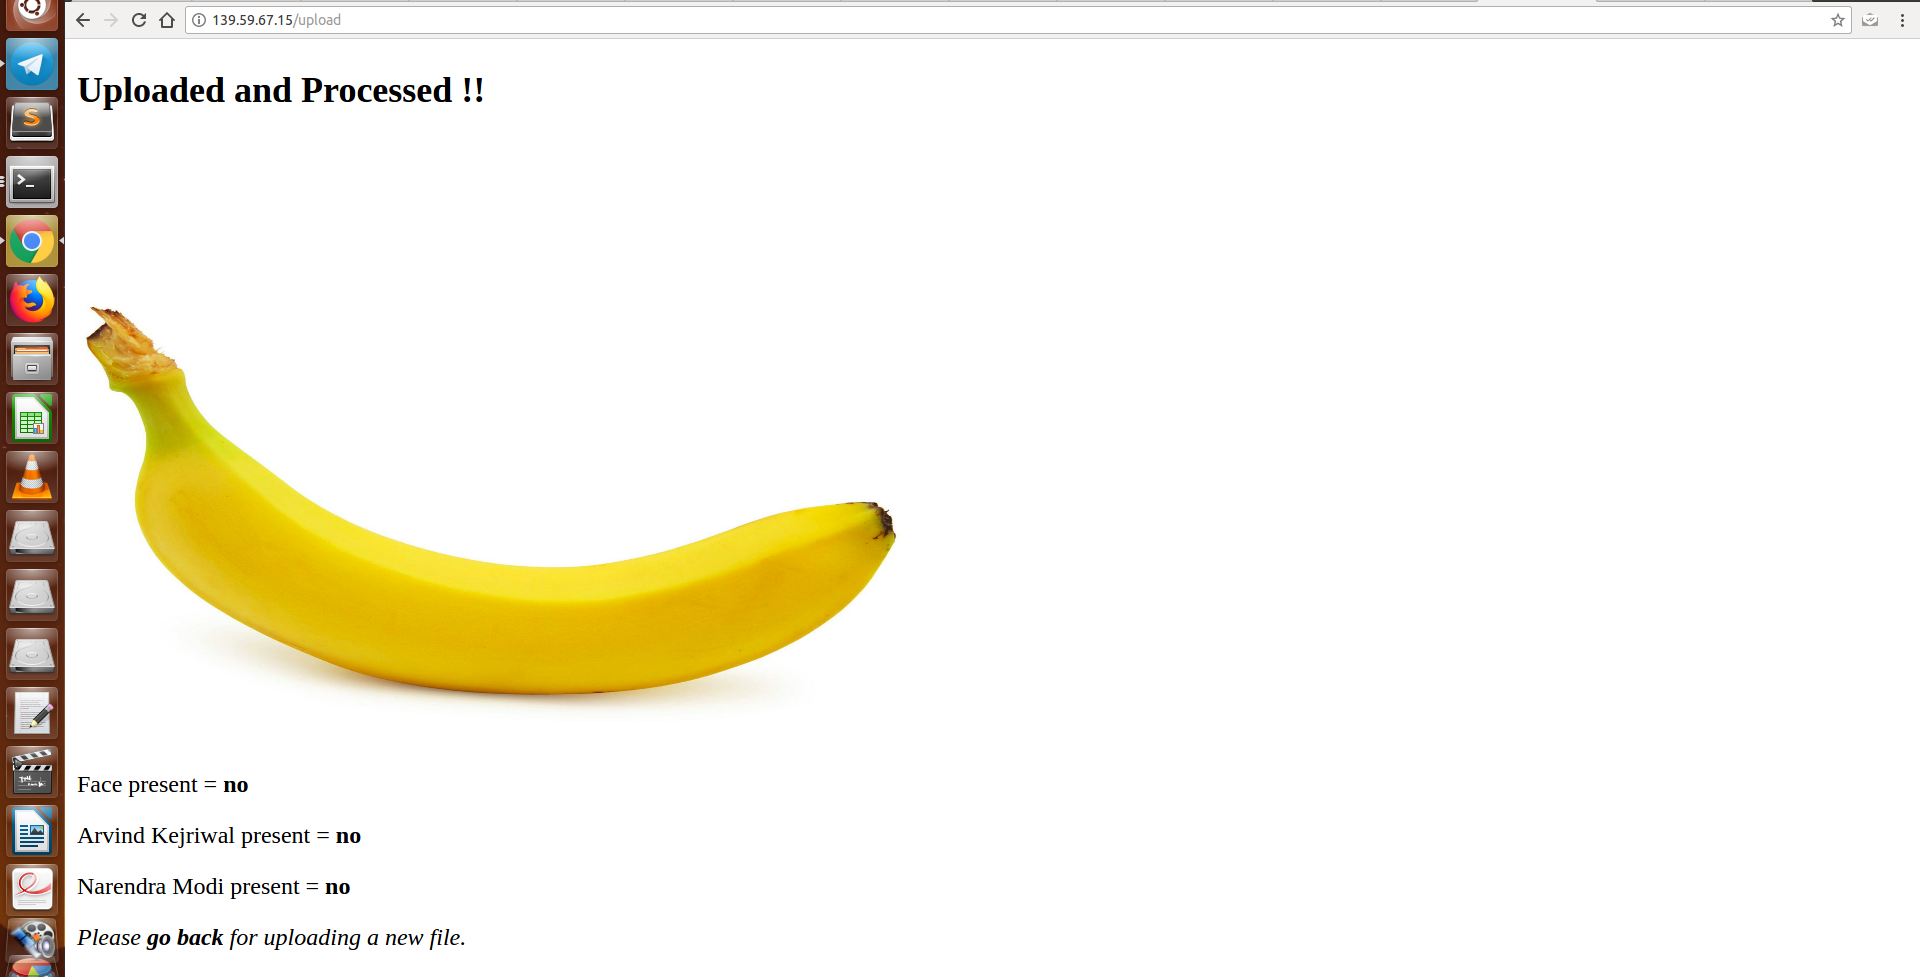 139.59.67.15/upload
Uploaded and Processed !!
Face present = no
Arvind Kejriwal present = no
Narendra Modi present = no
Please go back for uploading a new file.